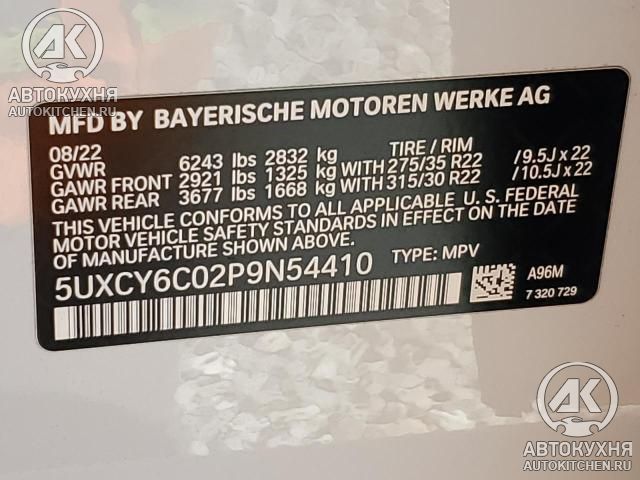 AK
АВТОКУХНЯ
AUTOKITCHEN.RU
MFD BY BAYERISCHE MOTOREN WERKE AG
08/22 TIRE / RIM
GVWR 6243 lbs 2832 kg
GAWR FRONT 2921 lbs 1325 kg WITH 275/35 R22 /9.5J x 22
GAWR REAR 3677 lbs 1668 kg WITH 315/30 R22 /10.5J x 22
THIS VEHICLE CONFORMS TO ALL APPLICABLE U. S. FEDERAL
MOTOR VEHICLE SAFETY STANDARDS IN EFFECT ON THE DATE
OF MANUFACTURE SHOWN ABOVE.
5UXCY6C02P9N54410 TYPE: MPV
A96M
7 320 729
AK
АВТОКУХНЯ
AUTOKITCHEN.RU